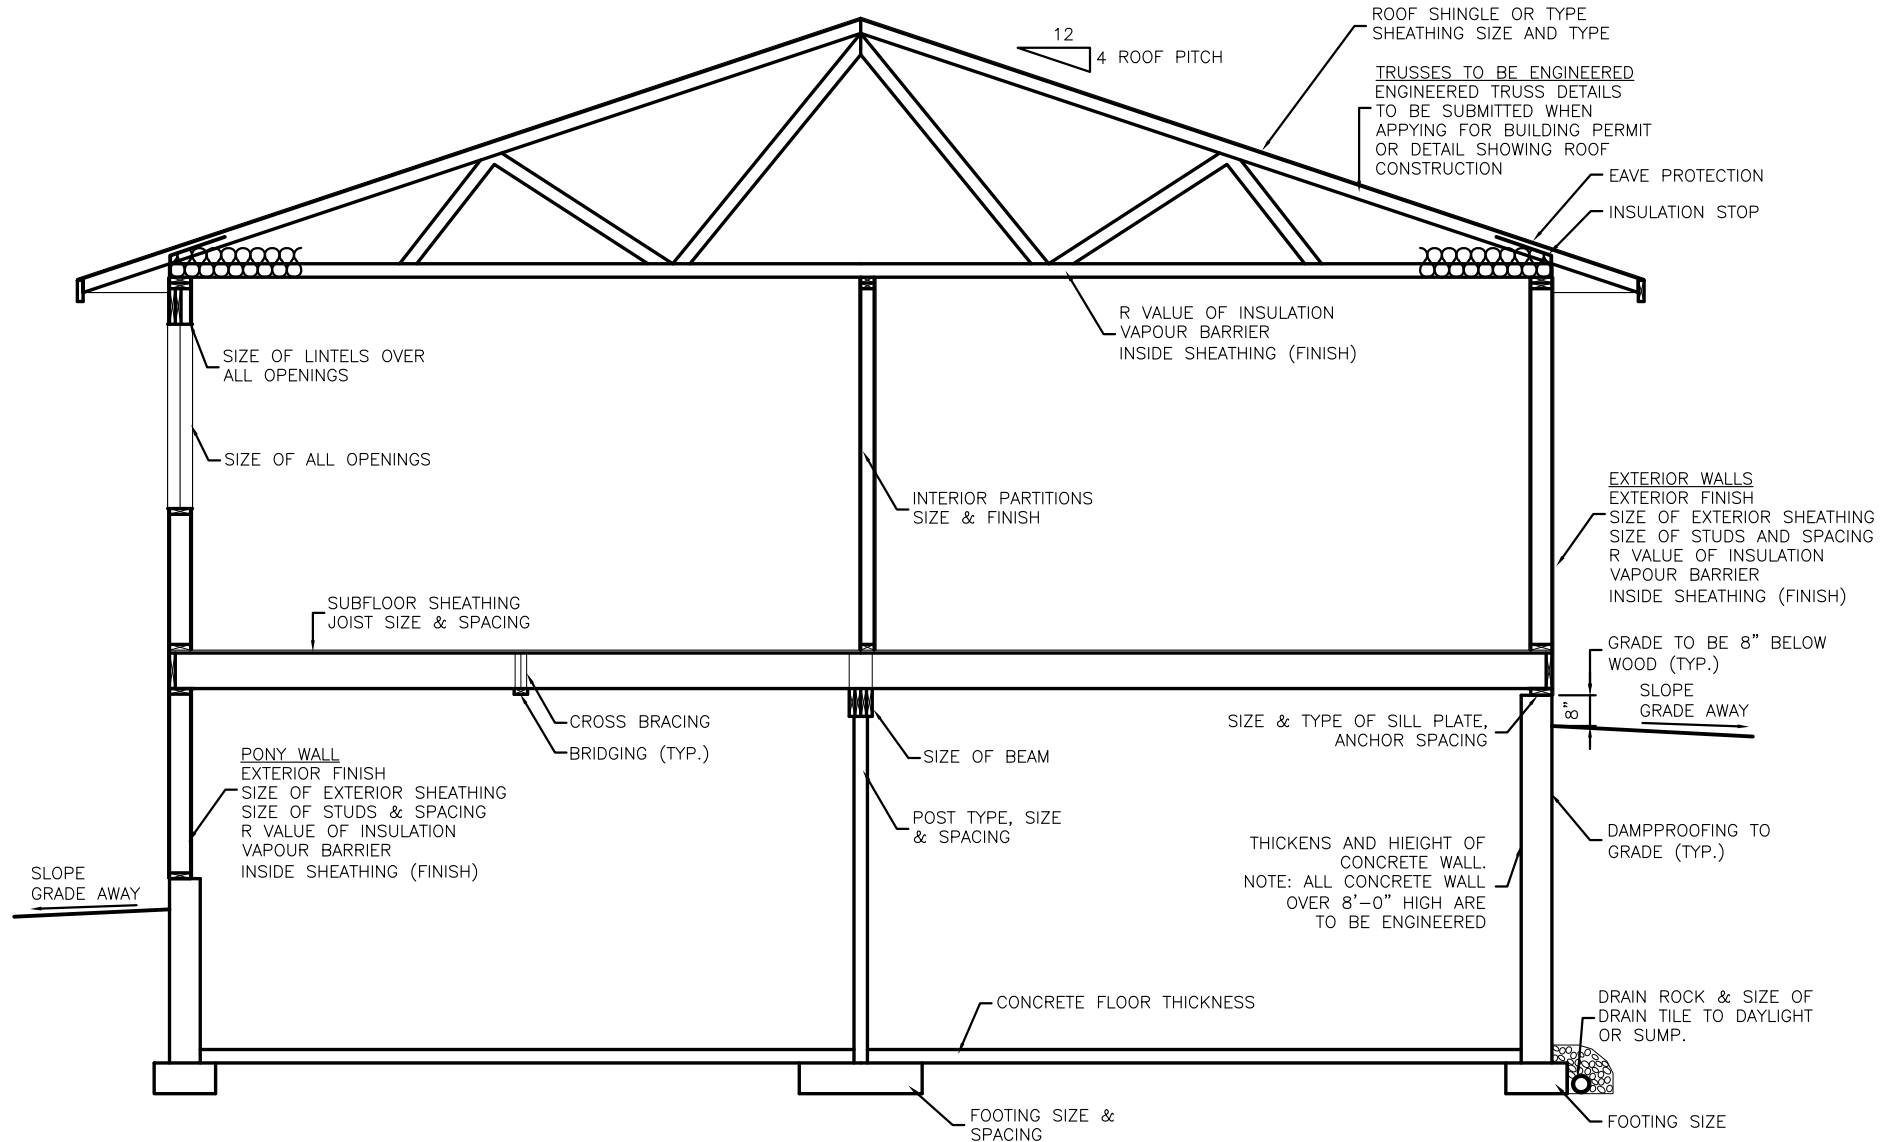 ROOF SHINGLE OR TYPE
SHEATHING SIZE AND TYPE
12
4 ROOF PITCH
TRUSSES TO BE ENGINEERED
ENGINEERED TRUSS DETAILS
TO BE SUBMITTED WHEN
APPYING FOR BUILDING PERMIT
OR DETAIL SHOWING ROOF
CONSTRUCTION
EAVE PROTECTION
INSULATION STOP
R VALUE OF INSULATION
VAPOUR BARRIER
INSIDE SHEATHING (FINISH)
SIZE OF LINTELS OVER
ALL OPENINGS
SIZE OF ALL OPENINGS
INTERIOR PARTITIONS
SIZE & FINISH
EXTERIOR WALLS
EXTERIOR FINISH
SIZE OF EXTERIOR SHEATHING
SIZE OF STUDS AND SPACING
R VALUE OF INSULATION
VAPOUR BARRIER
INSIDE SHEATHING (FINISH)
SUBFLOOR SHEATHING
JOIST SIZE & SPACING
GRADE TO BE 8" BELOW
WOOD (TYP.)
SLOPE
GRADE AWAY
8"
CROSS BRACING
BRIDGING (TYP.)
SIZE OF BEAM
SIZE & TYPE OF SILL PLATE,
ANCHOR SPACING
PONY WALL
EXTERIOR FINISH
SIZE OF EXTERIOR SHEATHING
SIZE OF STUDS & SPACING
R VALUE OF INSULATION
VAPOUR BARRIER
INSIDE SHEATHING (FINISH)
POST TYPE, SIZE
& SPACING
THICKENS AND HIEIGHT OF
CONCRETE WALL.
NOTE: ALL CONCRETE WALL
OVER 8'-0" HIGH ARE
TO BE ENGINEERED
DAMPPROOFING TO
GRADE (TYP.)
SLOPE
GRADE AWAY
CONCRETE FLOOR THICKNESS
DRAIN ROCK & SIZE OF
DRAIN TILE TO DAYLIGHT
OR SUMP.
FOOTING SIZE &
SPACING
FOOTING SIZE